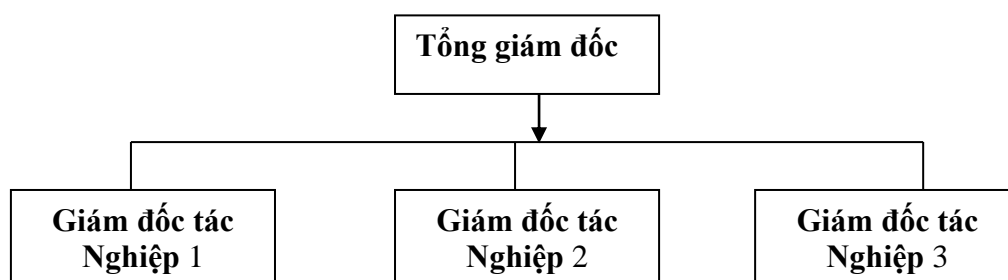 Tổng giám đốc
Giám đốc tác
Nghiệp 1
Giám đốc tác
Nghiệp 2
Giám đốc tác
Nghiệp 3